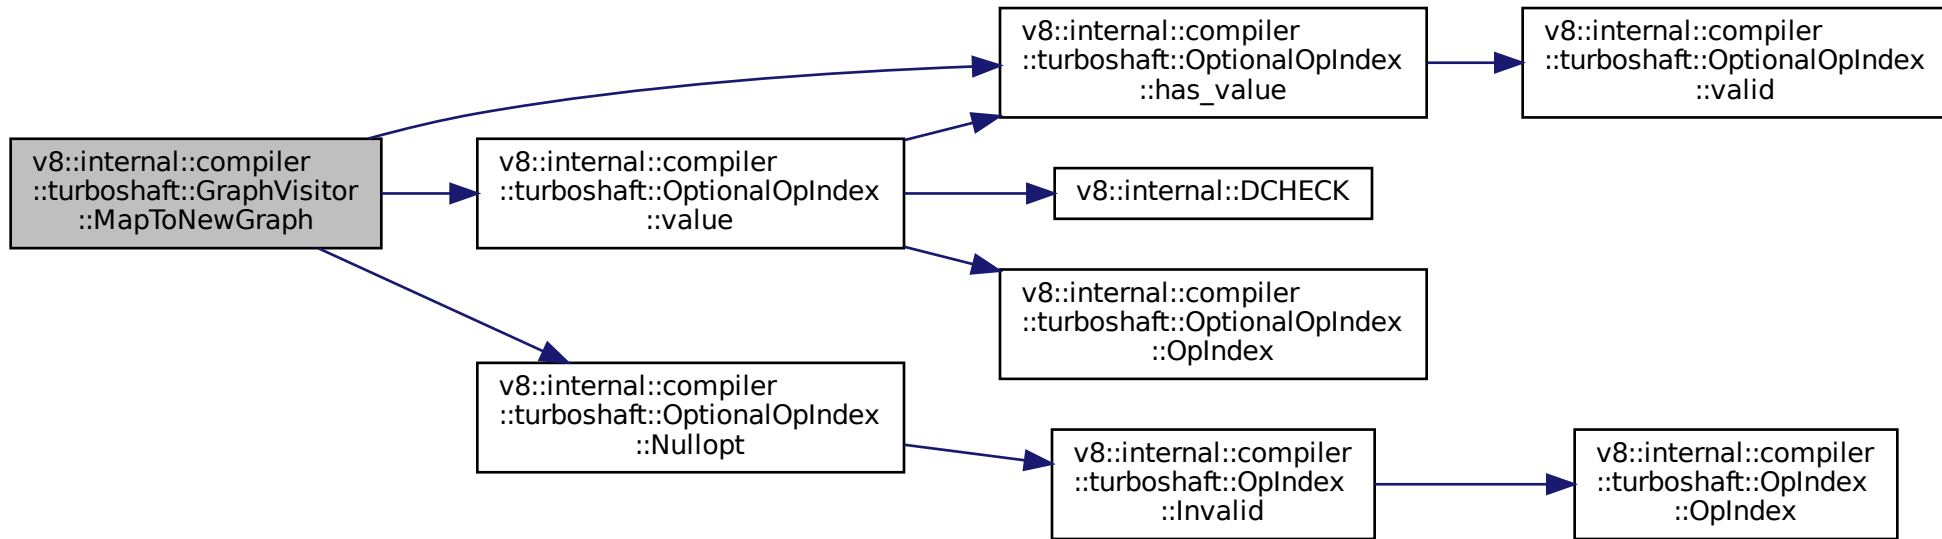 v8::internal::compiler
::turboshaft::GraphVisitor
::MapToNewGraph
v8::internal::compiler
::turboshaft::OptionalOpIndex
::has_value
v8::internal::compiler
::turboshaft::OptionalOpIndex
::valid
v8::internal::compiler
::turboshaft::OptionalOpIndex
::value
v8::internal::DCHECK
v8::internal::compiler
::turboshaft::OptionalOpIndex
::OpIndex
v8::internal::compiler
::turboshaft::OptionalOpIndex
::Nullopt
v8::internal::compiler
::turboshaft::OpIndex
::Invalid
v8::internal::compiler
::turboshaft::OpIndex
::OpIndex